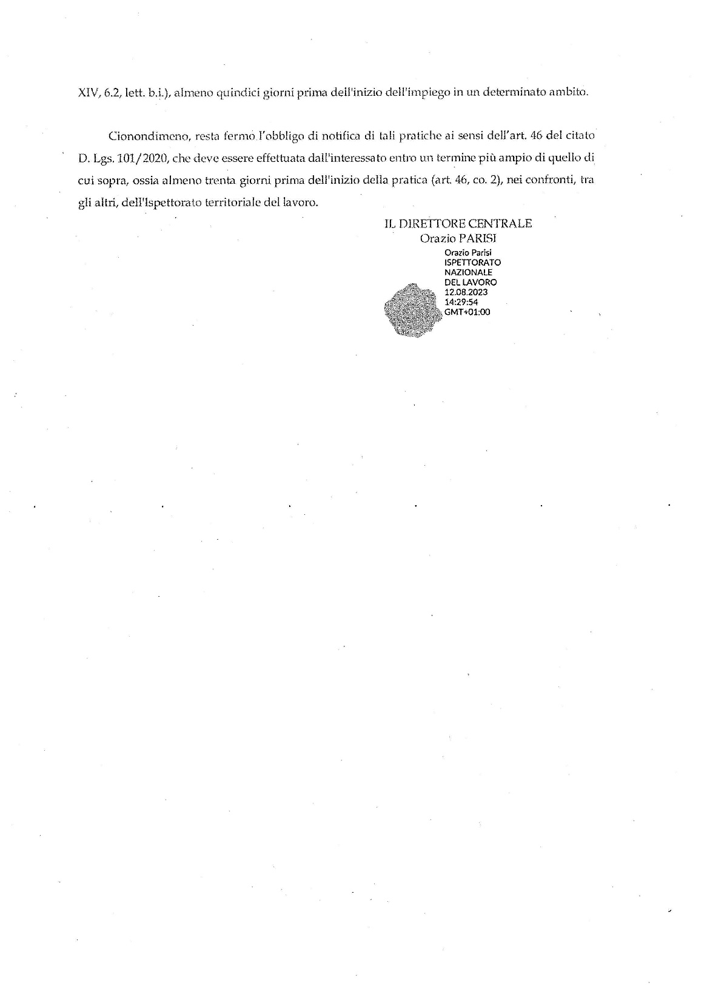 XIV, 6.2, lett. b.i.), almeno quindici giorni prima dell'inizio dell'impiego in un determinato ambito.
Cionondimeno, resta fermo l'obbligo di notifica di tali pratiche ai sensi dell'art. 46 del citato
D. Lgs. 101/2020, che deve essere effettuata dall'interessato entro un termine più ampio di quello di
cui sopra, ossia almeno trenta giorni prima dell'inizio della pratica (art. 46, co. 2), nei confronti, tra
gli altri, dell'Ispettorato territoriale del lavoro.
IL DIRETTORE CENTRALE
Orazio PARISI
Orazio Parisi
ISPETTORATO
NAZIONALE
DEL LAVORO
12.08.2023
14:29:54
GMT+01:00